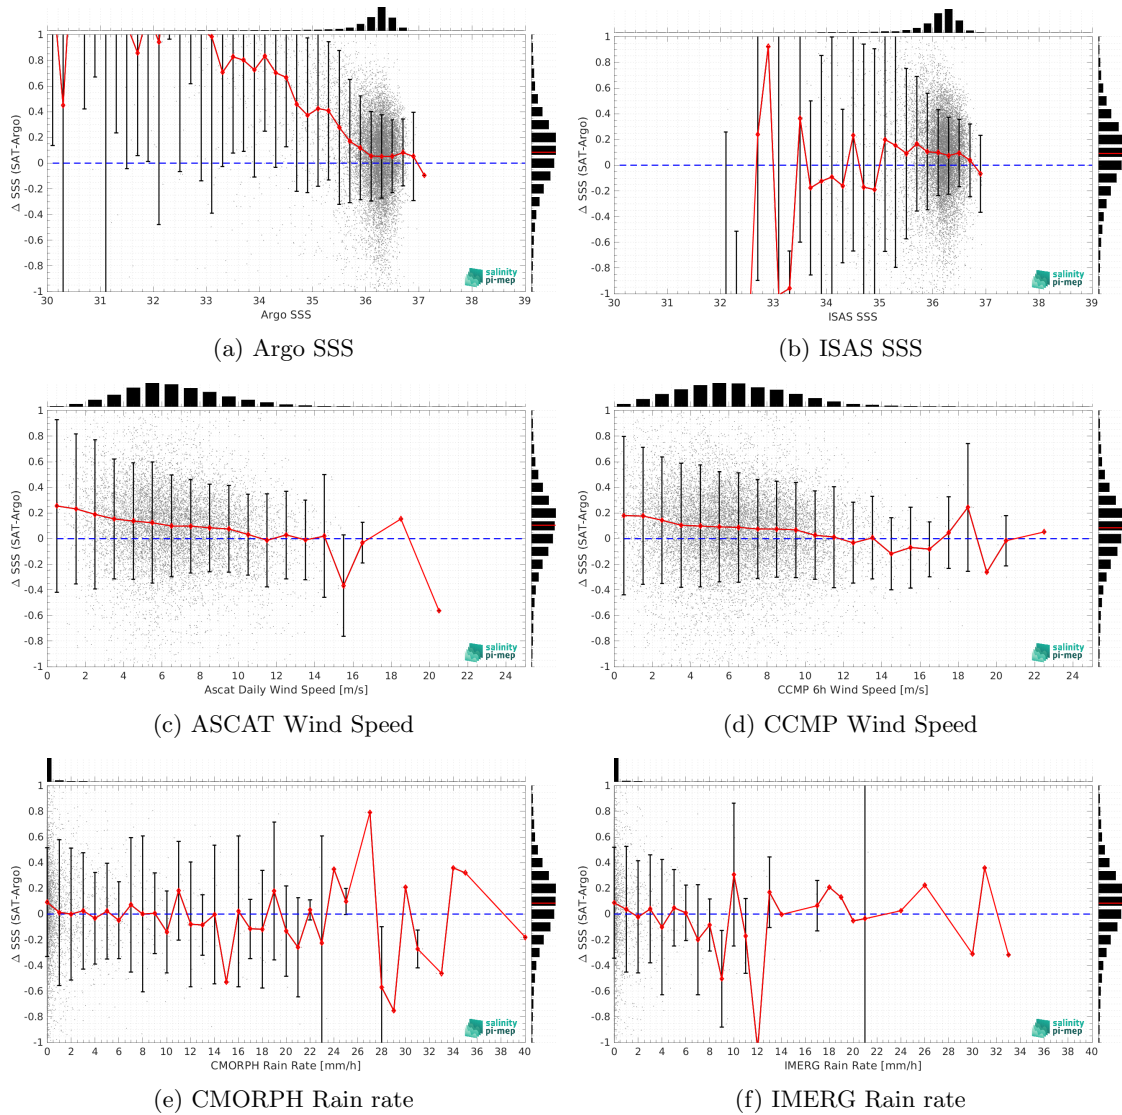 1
0.8
0.6
0.4
0.2
0
-0.2
-0.4
-0.6
-0.8
-1
Δ SSS (SAT-Argo)
30 31 32 33 34 35 36 37 38 39
Argo SSS
salinity
pi-mep
(a) Argo SSS
1
0.8
0.6
0.4
0.2
0
-0.2
-0.4
-0.6
-0.8
-1
Δ SSS (SAT-Argo)
30 31 32 33 34 35 36 37 38 39
ISAS SSS
salinity
pi-mep
(b) ISAS SSS
1
0.8
0.6
0.4
0.2
0
-0.2
-0.4
-0.6
-0.8
-1
Δ SSS (SAT-Argo)
0 2 4 6 8 10 12 14 16 18 20 22 24
Ascat Daily Wind Speed [m/s]
salinity
pi-mep
(c) ASCAT Wind Speed
1
0.8
0.6
0.4
0.2
0
-0.2
-0.4
-0.6
-0.8
-1
Δ SSS (SAT-Argo)
0 2 4 6 8 10 12 14 16 18 20 22 24
CCMP 6h Wind Speed [m/s]
salinity
pi-mep
(d) CCMP Wind Speed
1
0.8
0.6
0.4
0.2
0
-0.2
-0.4
-0.6
-0.8
-1
Δ SSS (SAT-Argo)
0 2 4 6 8 10 12 14 16 18 20 22 24 26 28 30 32 34 36 38 40
CMORPH Rain Rate [mm/h]
salinity
pi-mep
(e) CMORPH Rain rate
1
0.8
0.6
0.4
0.2
0
-0.2
-0.4
-0.6
-0.8
-1
Δ SSS (SAT-Argo)
0 2 4 6 8 10 12 14 16 18 20 22 24 26 28 30 32 34 36 38 40
IMERG Rain Rate [mm/h]
salinity
pi-mep
(f) IMERG Rain rate